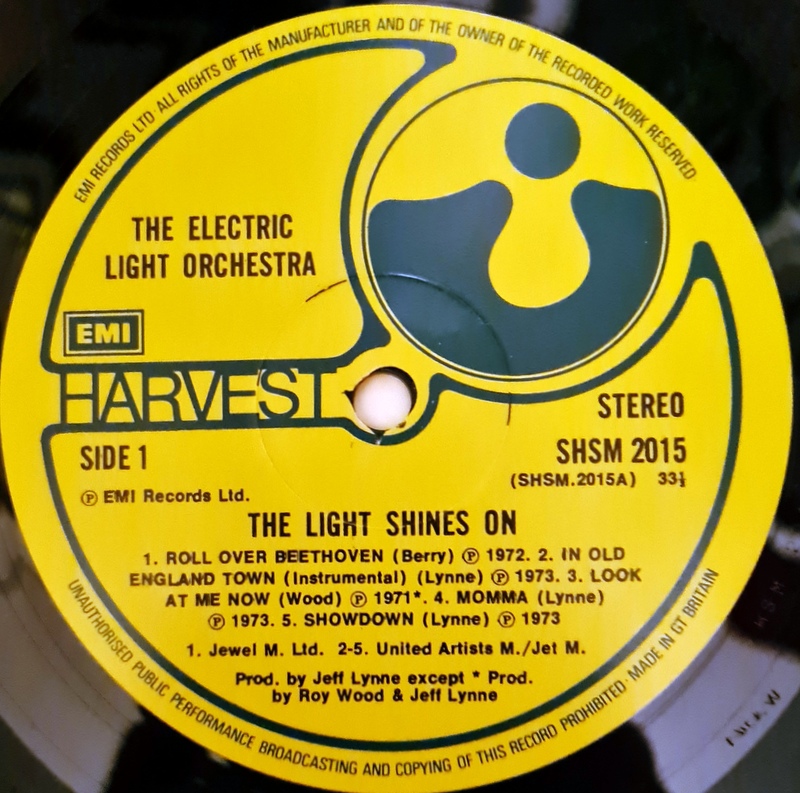 EMI RECORDS LTD ALL RIGHTS OF THE MANUFACTURER AND OF THE OWNER OF THE RECORDED WORK RESERVED
THE ELECTRIC
LIGHT ORCHESTRA
EMI
HARVEST
STEREO
SIDE 1
SHSM 2015
(SHSM.2015A) 33⅓
Ⓟ EMI Records Ltd.
THE LIGHT SHINES ON
1. ROLL OVER BEETHOVEN (Berry) Ⓟ 1972. 2. IN OLD
ENGLAND TOWN (Instrumental) (Lynne) Ⓟ 1973. 3. LOOK
AT ME NOW (Wood) Ⓟ 1971*. 4. MOMMA (Lynne)
Ⓟ 1973. 5. SHOWDOWN (Lynne) Ⓟ 1973
1. Jewel M. Ltd. 2-5. United Artists M./Jet M.
Prod. by Jeff Lynne except * Prod.
by Roy Wood & Jeff Lynne
UNAUTHORISED PUBLIC PERFORMANCE BROADCASTING AND COPYING OF THIS RECORD PROHIBITED · MADE IN GT BRITAIN